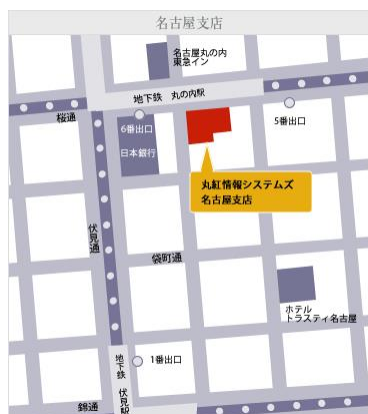 名古屋支店
名古屋丸の内
東急イン
地下鉄 丸の内駅
桜通
6番出口
5番出口
日本銀行
丸紅情報システムズ
名古屋支店
伏見通
袋町通
ホテル
トラスティ名古屋
地下鉄 伏見駅
1番出口
錦通